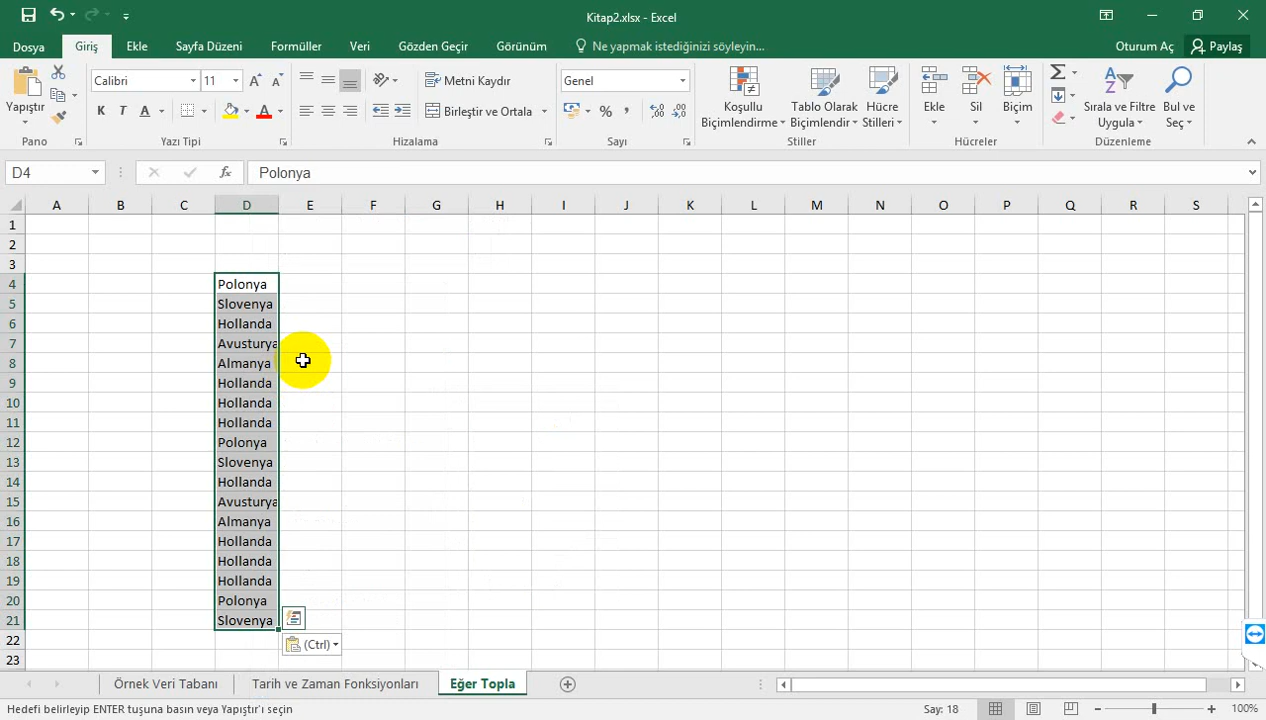 Kitap2.xlsx - Excel
Dosya Giriş Ekle Sayfa Düzeni Formüller Veri Gözden Geçir Görünüm Ne yapmak istediğinizi söyleyin... Oturum Aç Paylaş
Yapıştır
Calibri 11
K T A
A
Metni Kaydır
Birleştir ve Ortala
Genel
Koşullu Biçimlendirme
Tablo Olarak Biçimlendir
Hücre Stilleri
Ekle Sil Biçim
Sırala ve Filtre Uygula
Bul ve Seç
Pano Yazı Tipi Hizalama Sayı Stiller Hücreler Düzenleme
D4 fx Polonya
A B C D E F G H I J K L M N O P Q R S
1
2
3
4 Polonya
5 Slovenya
6 Hollanda
7 Avusturya
8 Almanya
9 Hollanda
10 Hollanda
11 Hollanda
12 Polonya
13 Slovenya
14 Hollanda
15 Avusturya
16 Almanya
17 Hollanda
18 Hollanda
19 Hollanda
20 Polonya
21 Slovenya
22 (Ctrl)
23
Örnek Veri Tabanı Tarih ve Zaman Fonksiyonları Eğer Topla
Hedefi belirleyip ENTER tuşuna basın veya Yapıştır'ı seçin Say: 18 100%